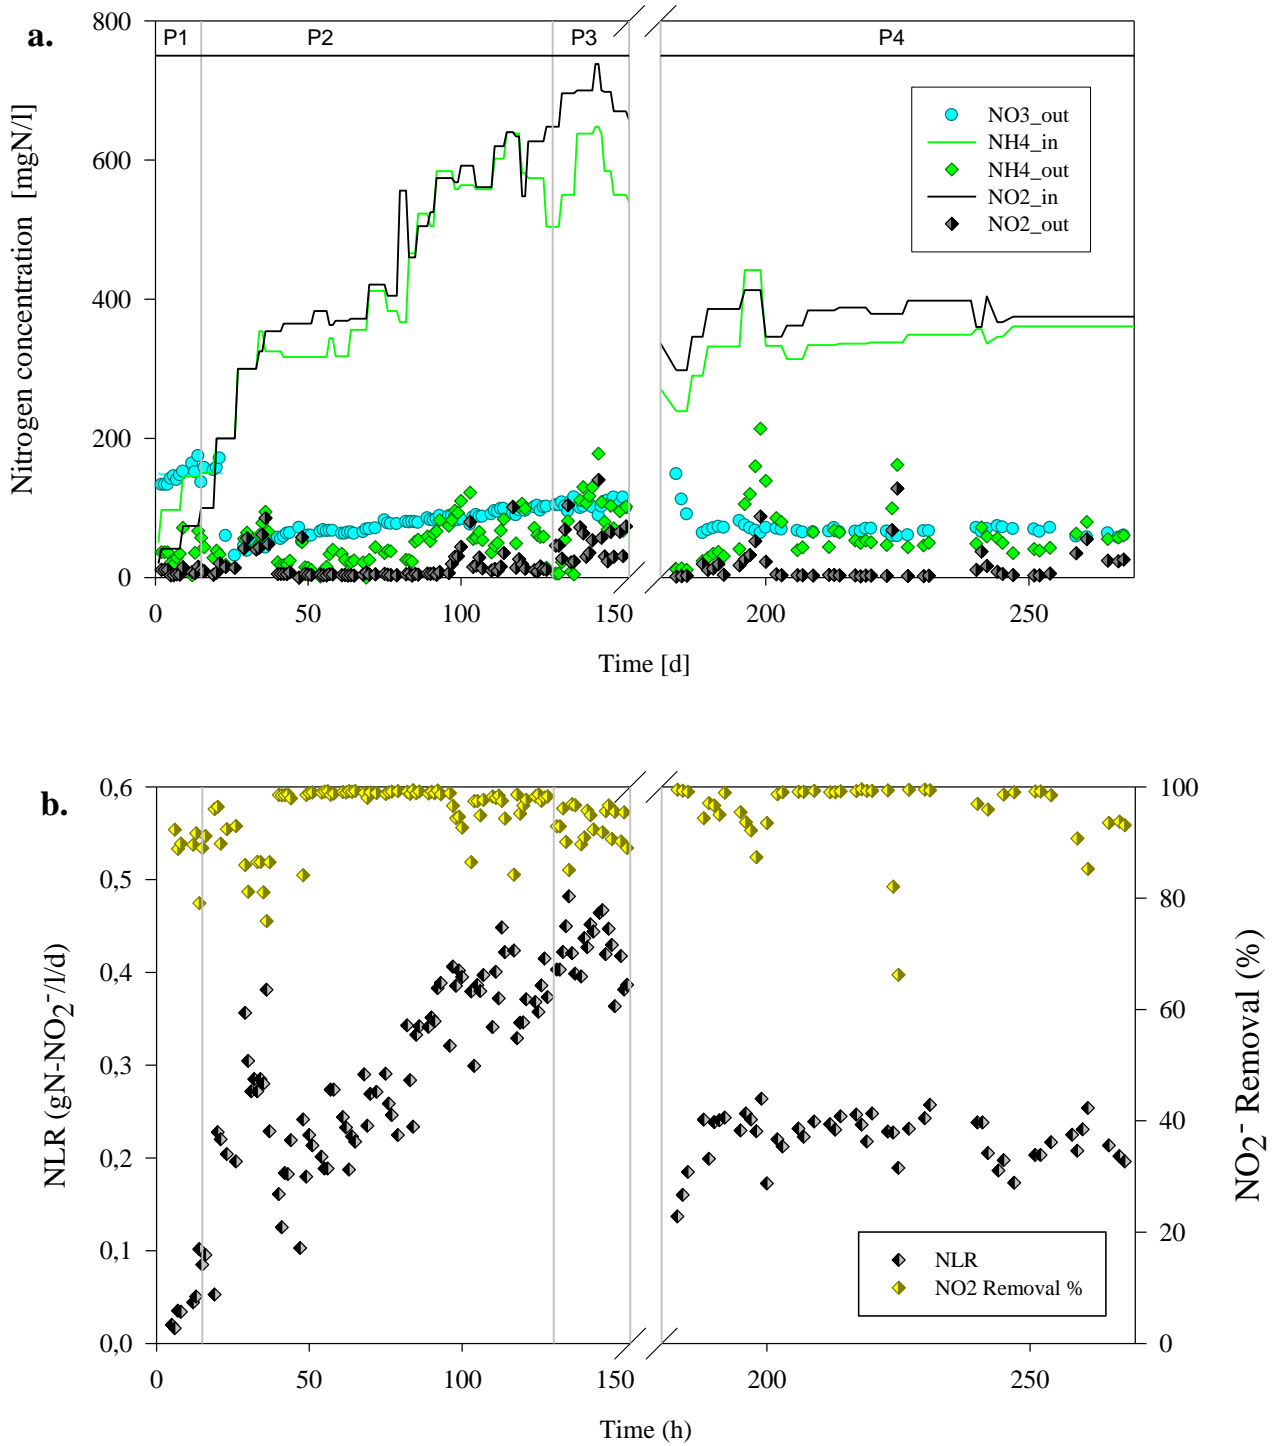 a.
P1 P2 P3 P4
800
600
400
200
0
Nitrogen concentration [mgN/l]
NO3_out
NH4_in
NH4_out
NO2_in
NO2_out
0 50 100 150 200 250
Time [d]
b.
0,6
0,5
0,4
0,3
0,2
0,1
0,0
NLR (gN-NO2-/l/d)
100
80
60
40
20
0
NO2- Removal (%)
NLR
NO2 Removal %
0 50 100 150 200 250
Time (h)